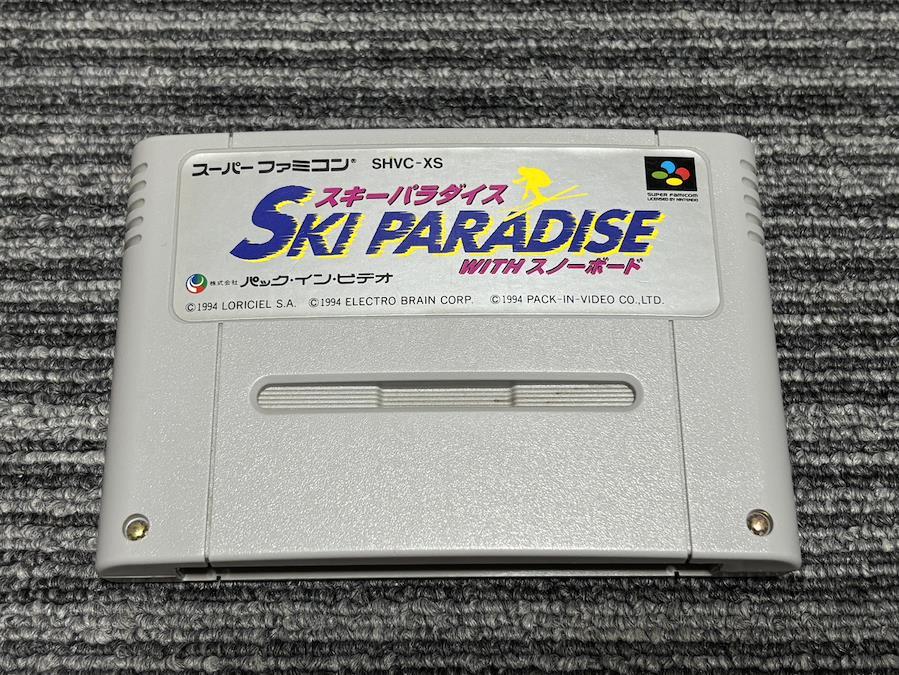 スーパーファミコン® SHVC-XS
SUPER FAMICOM
LICENSED BY NINTENDO
スキーパラダイス
SKI PARADISE
WITH スノーボード
株式会社 パック・イン・ビデオ
©1994 LORICIEL S.A. ©1994 ELECTRO BRAIN CORP. ©1994 PACK-IN-VIDEO CO.,LTD.